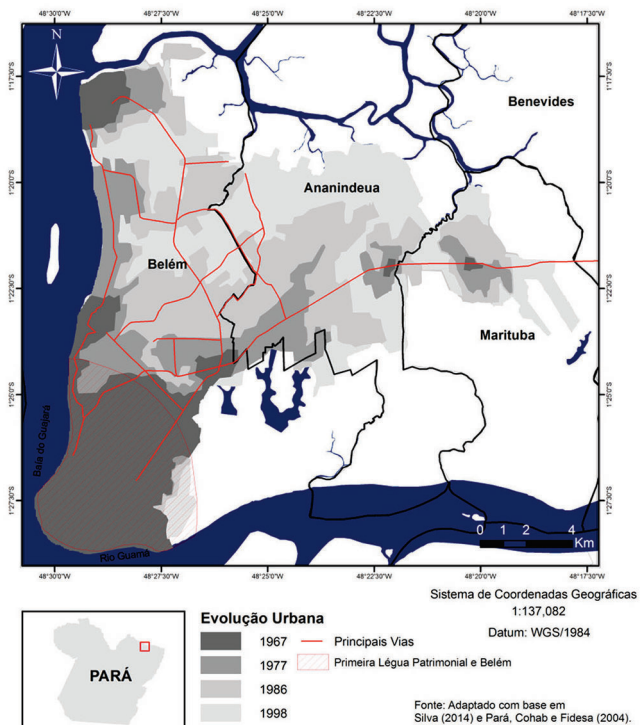 48°30'0"W 48°27'30"W 48°25'0"W 48°22'30"W 48°20'0"W 48°17'30"W
N
1°17'30"S 1°17'30"S
Benevides
1°20'0"S 1°20'0"S
Ananindeua
Belém
1°22'30"S 1°22'30"S
Marituba
1°25'0"S 1°25'0"S
Baía do Guajará
1°27'30"S 1°27'30"S
0 1 2 4
Km
Rio Guamá
48°30'0"W 48°27'30"W 48°25'0"W 48°22'30"W 48°20'0"W 48°17'30"W
Sistema de Coordenadas Geográficas
1:137,082
Datum: WGS/1984
PARÁ
Evolução Urbana
1967
1977
1986
1998
Principais Vias
Primeira Légua Patrimonial e Belém
Fonte: Adaptado com base em
Silva (2014) e Pará, Cohab e Fidesa (2004).